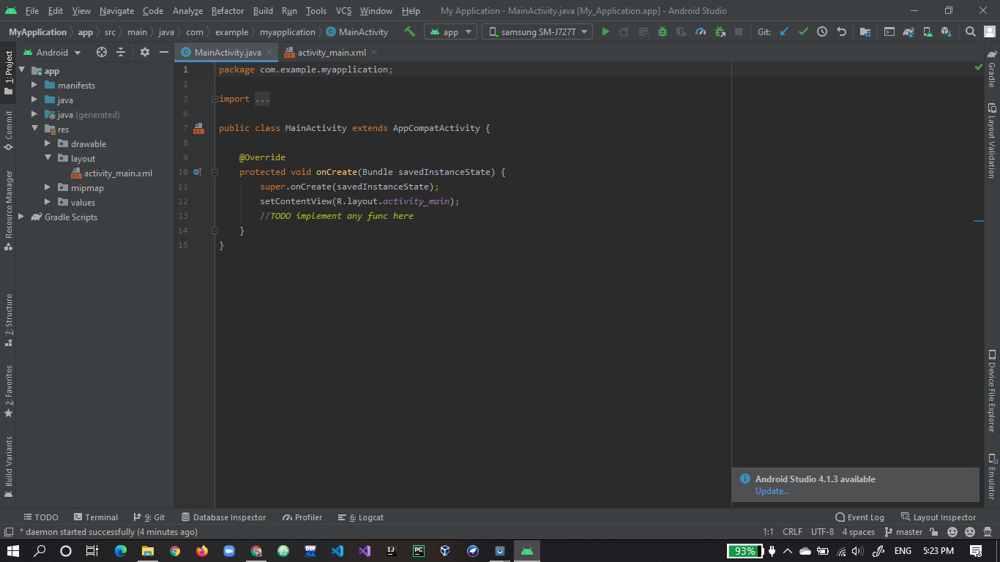 File Edit View Navigate Code Analyze Refactor Build Run Tools VCS Window Help My Application - MainActivity.java [My_Application.app] - Android Studio
MyApplication app src main java com example myapplication MainActivity app samsung SM-J727T Git:
Android
MainActivity.java activity_main.xml
1: Project
Commit
Resource Manager
7: Structure
2: Favorites
Build Variants
app
manifests
java
java (generated)
res
drawable
layout
activity_main.xml
mipmap
values
Gradle Scripts
1 package com.example.myapplication;
2
3 import ...
6
7 public class MainActivity extends AppCompatActivity {
8
9 @Override
10 protected void onCreate(Bundle savedInstanceState) {
11 super.onCreate(savedInstanceState);
12 setContentView(R.layout.activity_main);
13 //TODO implement any func here
14 }
15 }
Gradle
Layout Validation
Device File Explorer
Emulator
Android Studio 4.1.3 available
Update...
TODO Terminal 9: Git Database Inspector Profiler 6: Logcat Event Log Layout Inspector
* daemon started successfully (4 minutes ago) 1:1 CRLF UTF-8 4 spaces master
DEV IJ PC 93% ENG 5:23 PM